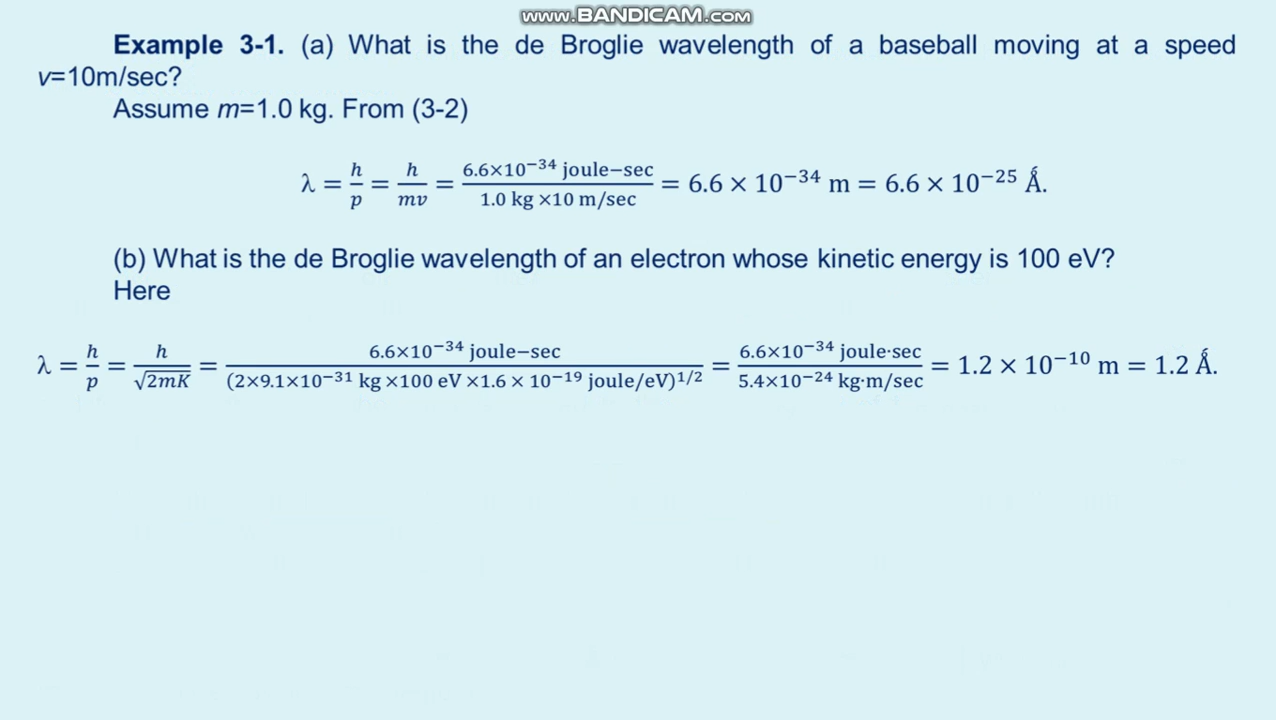 www.BANDICAM.com
Example 3-1. (a) What is the de Broglie wavelength of a baseball moving at a speed
v=10m/sec?
Assume m=1.0 kg. From (3-2)
λ = h/p = h/mv = 6.6×10⁻³⁴ joule−sec / 1.0 kg ×10 m/sec = 6.6 × 10⁻³⁴ m = 6.6 × 10⁻²⁵ Ǻ.
(b) What is the de Broglie wavelength of an electron whose kinetic energy is 100 eV?
Here
λ = h/p = h/√2mK = 6.6×10⁻³⁴ joule−sec / (2×9.1×10⁻³¹ kg ×100 eV ×1.6 × 10⁻¹⁹ joule/eV)¹/² = 6.6×10⁻³⁴ joule·sec / 5.4×10⁻²⁴ kg·m/sec = 1.2 × 10⁻¹⁰ m = 1.2 Ǻ.